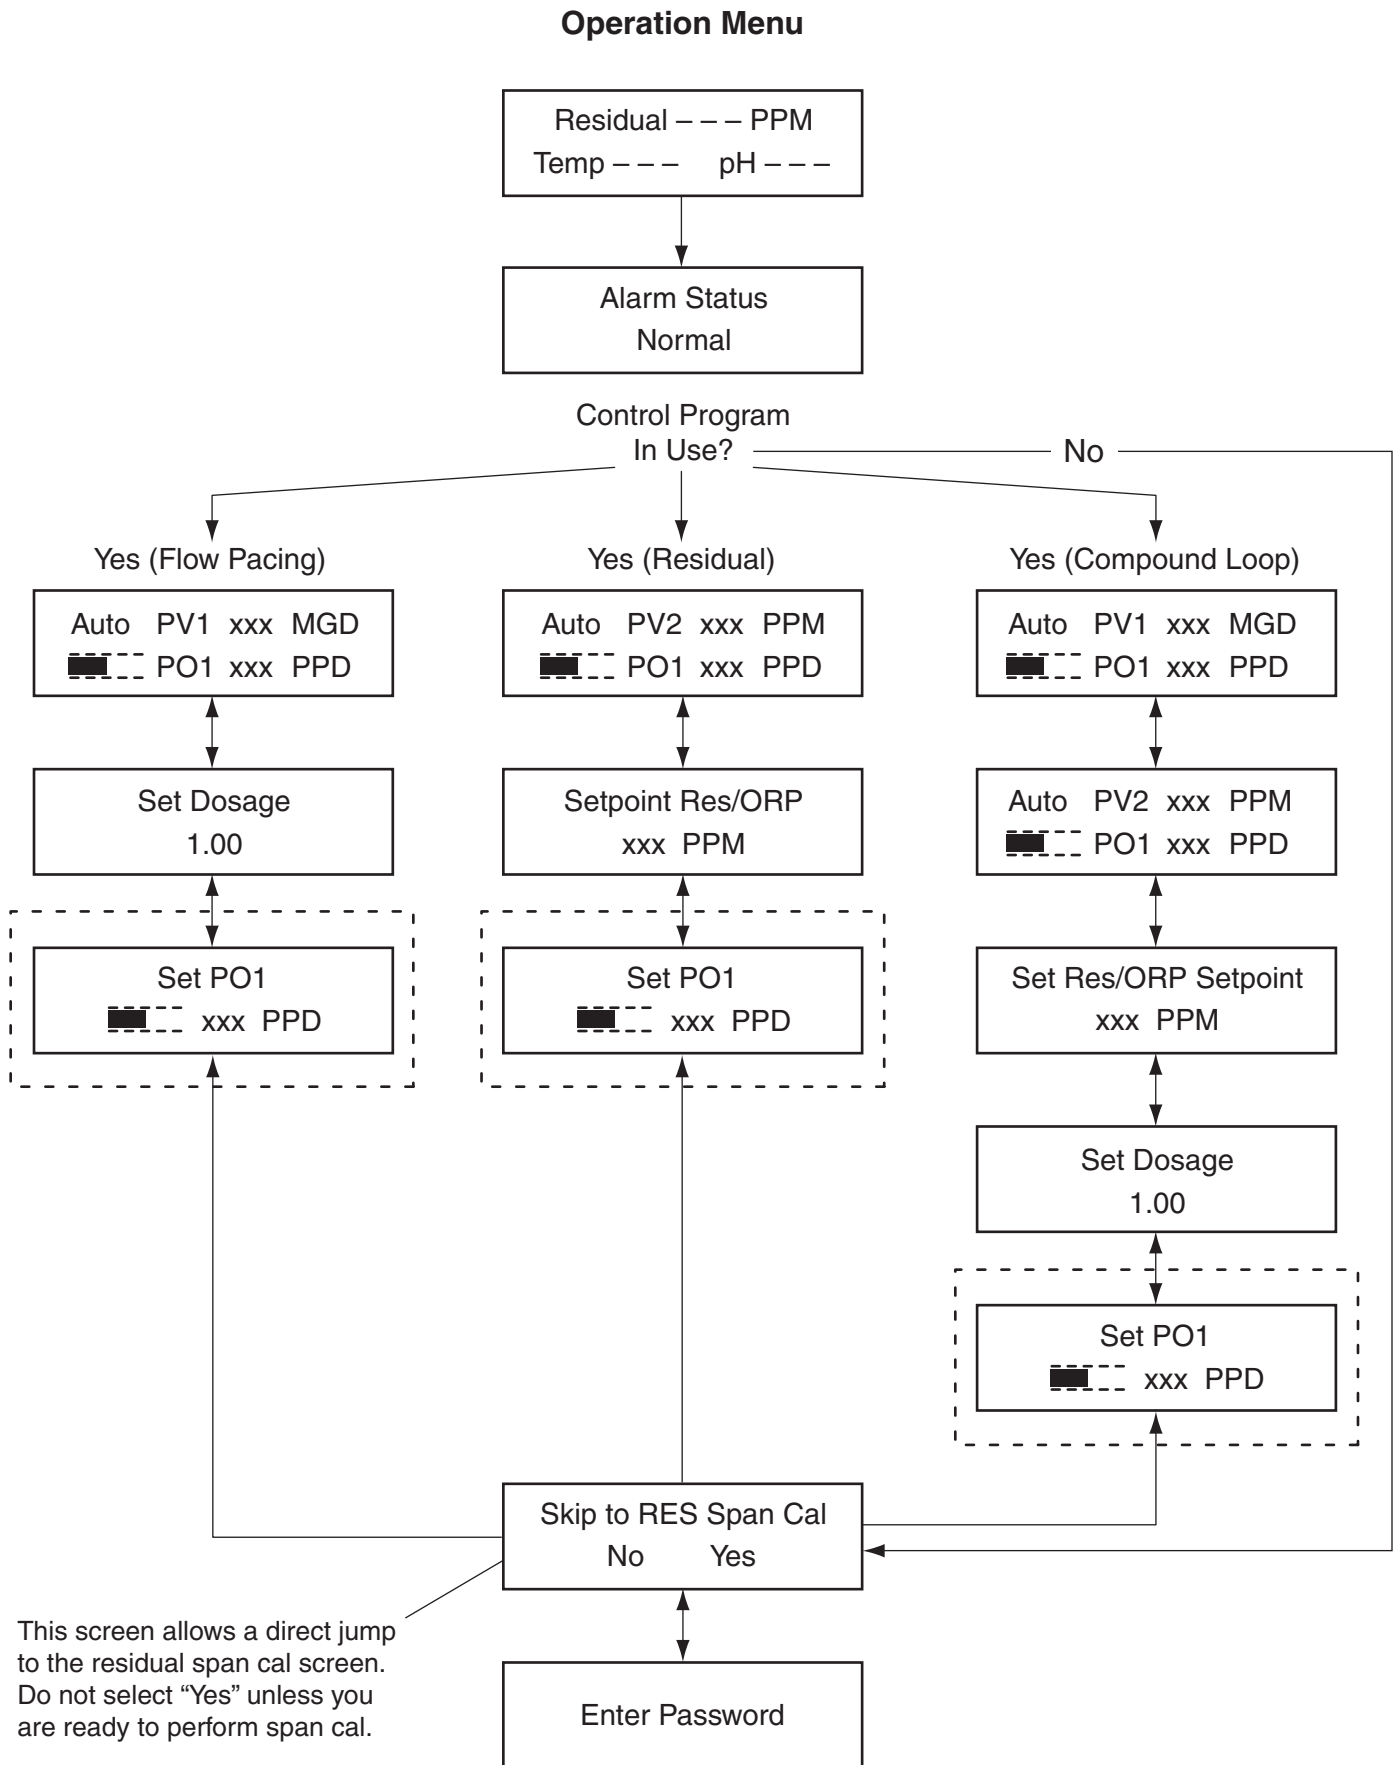 Operation Menu
Residual – – – PPM
Temp – – – pH – – –
Alarm Status
Normal
Control Program
In Use?
No
Yes (Flow Pacing)
Auto PV1 xxx MGD
PO1 xxx PPD
Set Dosage
1.00
Set PO1
xxx PPD
Yes (Residual)
Auto PV2 xxx PPM
PO1 xxx PPD
Setpoint Res/ORP
xxx PPM
Set PO1
xxx PPD
Yes (Compound Loop)
Auto PV1 xxx MGD
PO1 xxx PPD
Auto PV2 xxx PPM
PO1 xxx PPD
Set Res/ORP Setpoint
xxx PPM
Set Dosage
1.00
Set PO1
xxx PPD
Skip to RES Span Cal
No Yes
This screen allows a direct jump
to the residual span cal screen.
Do not select “Yes” unless you
are ready to perform span cal.
Enter Password